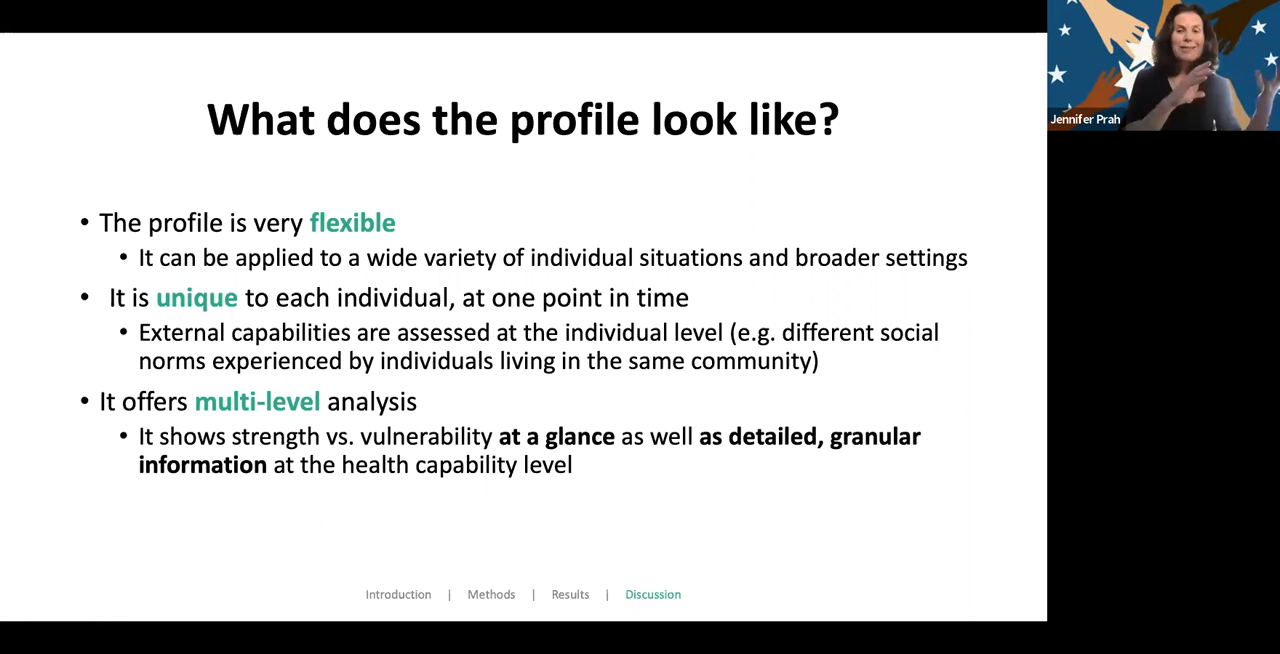 What does the profile look like?
Jennifer Prah
• The profile is very flexible
• It can be applied to a wide variety of individual situations and broader settings
• It is unique to each individual, at one point in time
• External capabilities are assessed at the individual level (e.g. different social
norms experienced by individuals living in the same community)
• It offers multi-level analysis
• It shows strength vs. vulnerability at a glance as well as detailed, granular
information at the health capability level
Introduction | Methods | Results | Discussion